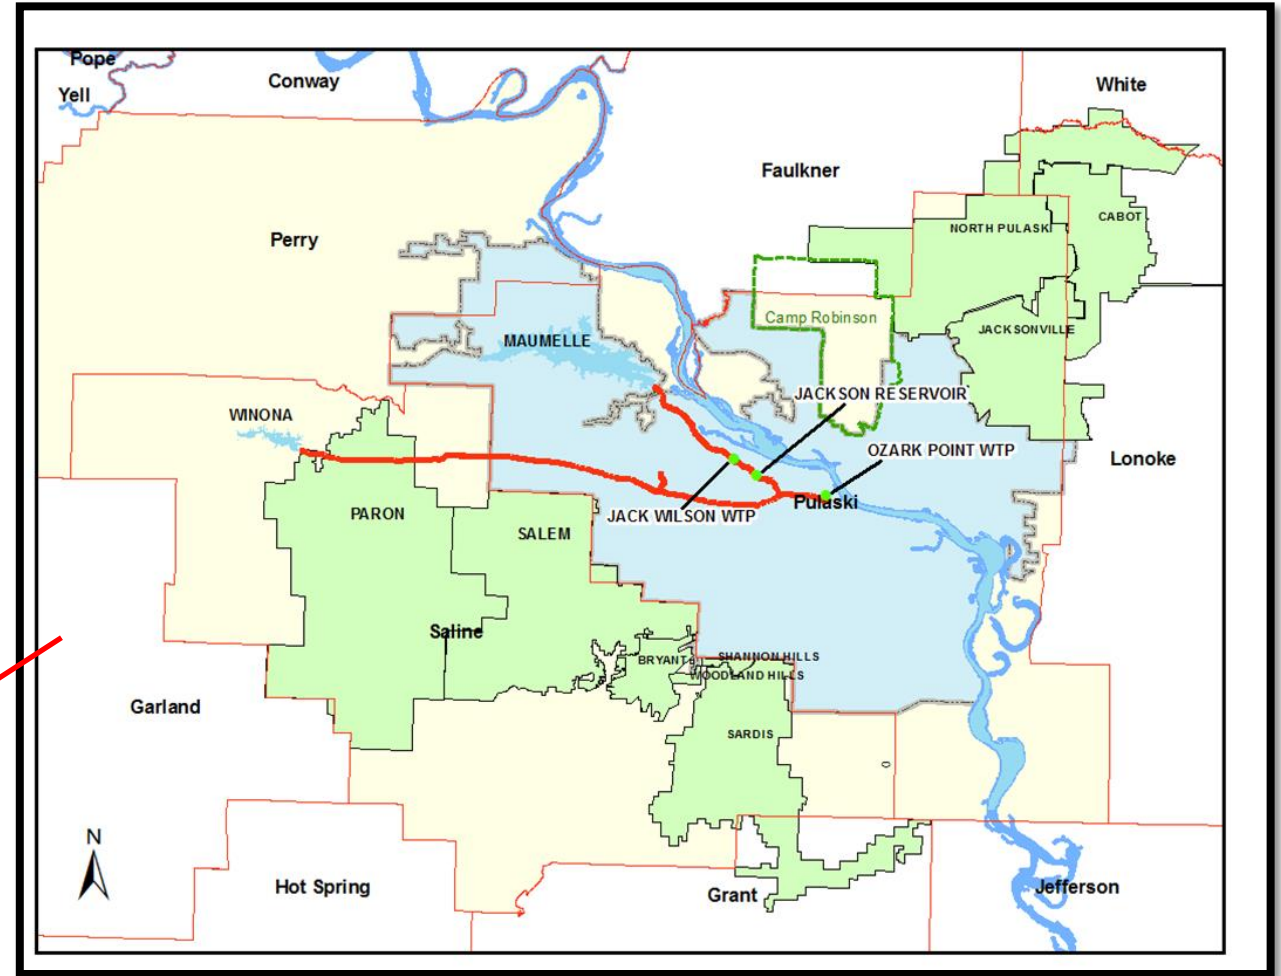 Pope
Conway
White
Yell
Faulkner
CABOT
NORTH PULASKI
Perry
Camp Robinson
JACKSONVILLE
MAUMELLE
JACKSON RESERVOIR
WINONA
OZARK POINT WTP
Lonoke
Pulaski
PARON
JACK WILSON WTP
SALEM
Saline
SHANNON HILLS
BRYANT
WOODLAND HILLS
Garland
SARDIS
N
Hot Spring
Grant
Jefferson